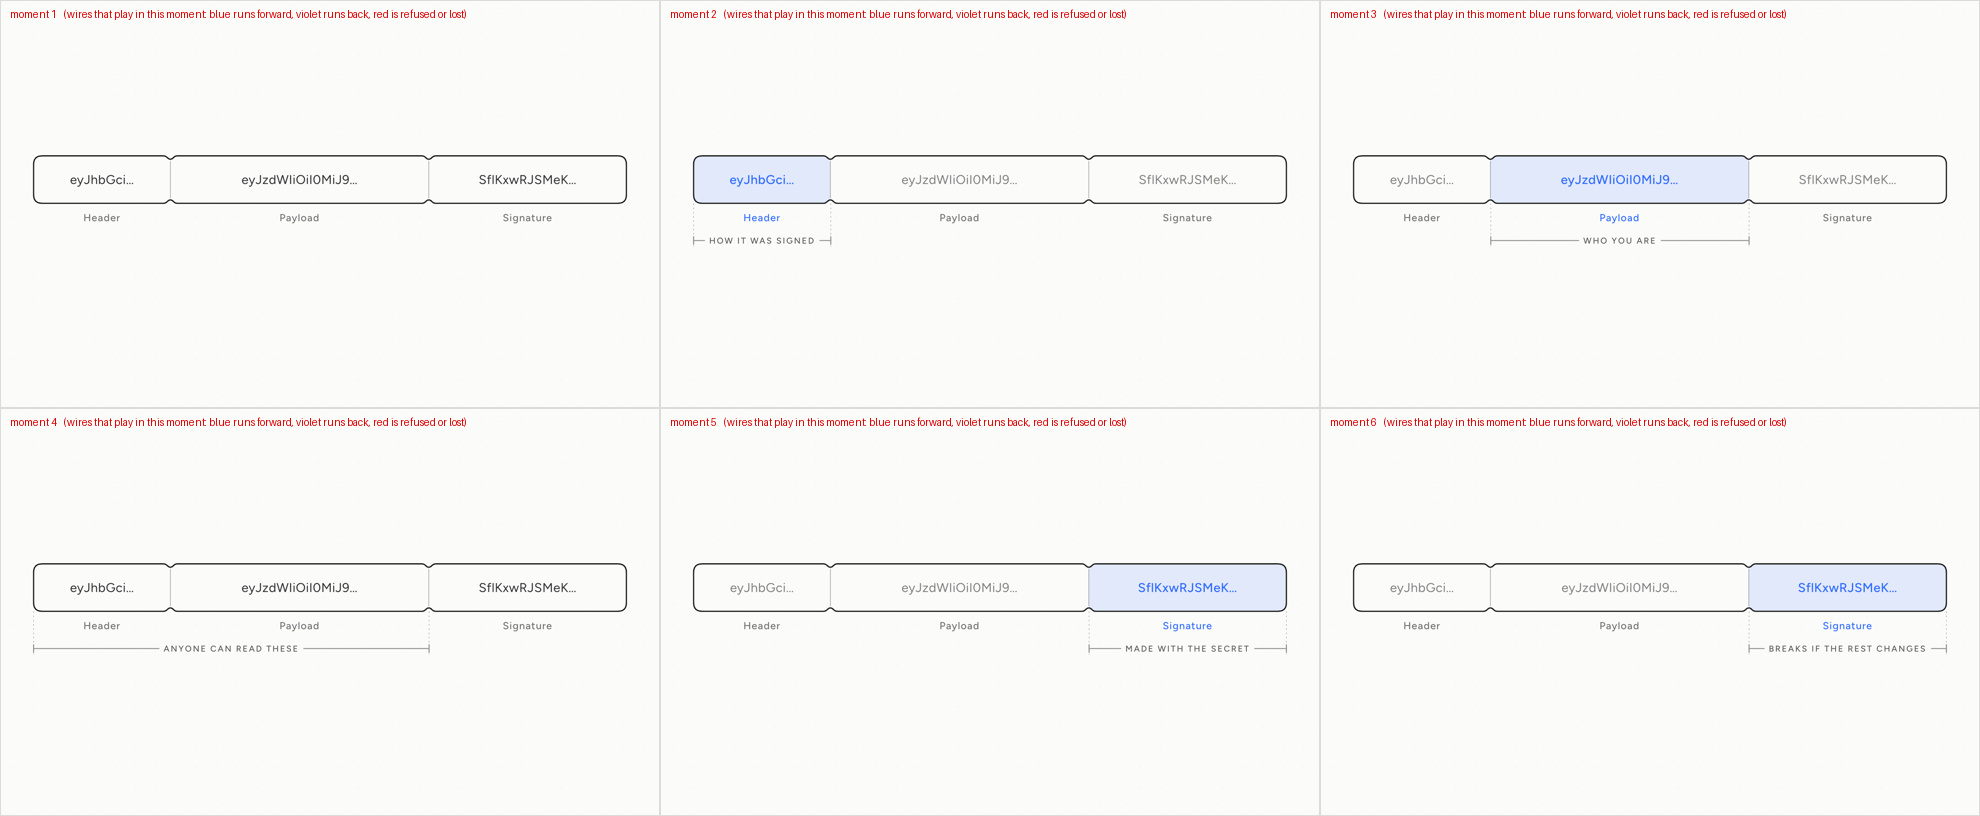 moment 1 (wires that play in this moment: blue runs forward, violet runs back, red is refused or lost)
eyJhbGci...
eyJzdWIiOiI0MiJ9...
SflKxwRJSMeK...
Header
Payload
Signature
moment 2 (wires that play in this moment: blue runs forward, violet runs back, red is refused or lost)
eyJhbGci...
eyJzdWIiOiI0MiJ9...
SflKxwRJSMeK...
Header
Payload
Signature
HOW IT WAS SIGNED
moment 3 (wires that play in this moment: blue runs forward, violet runs back, red is refused or lost)
eyJhbGci...
eyJzdWIiOiI0MiJ9...
SflKxwRJSMeK...
Header
Payload
Signature
WHO YOU ARE
moment 4 (wires that play in this moment: blue runs forward, violet runs back, red is refused or lost)
eyJhbGci...
eyJzdWIiOiI0MiJ9...
SflKxwRJSMeK...
Header
Payload
Signature
ANYONE CAN READ THESE
moment 5 (wires that play in this moment: blue runs forward, violet runs back, red is refused or lost)
eyJhbGci...
eyJzdWIiOiI0MiJ9...
SflKxwRJSMeK...
Header
Payload
Signature
MADE WITH THE SECRET
moment 6 (wires that play in this moment: blue runs forward, violet runs back, red is refused or lost)
eyJhbGci...
eyJzdWIiOiI0MiJ9...
SflKxwRJSMeK...
Header
Payload
Signature
BREAKS IF THE REST CHANGES